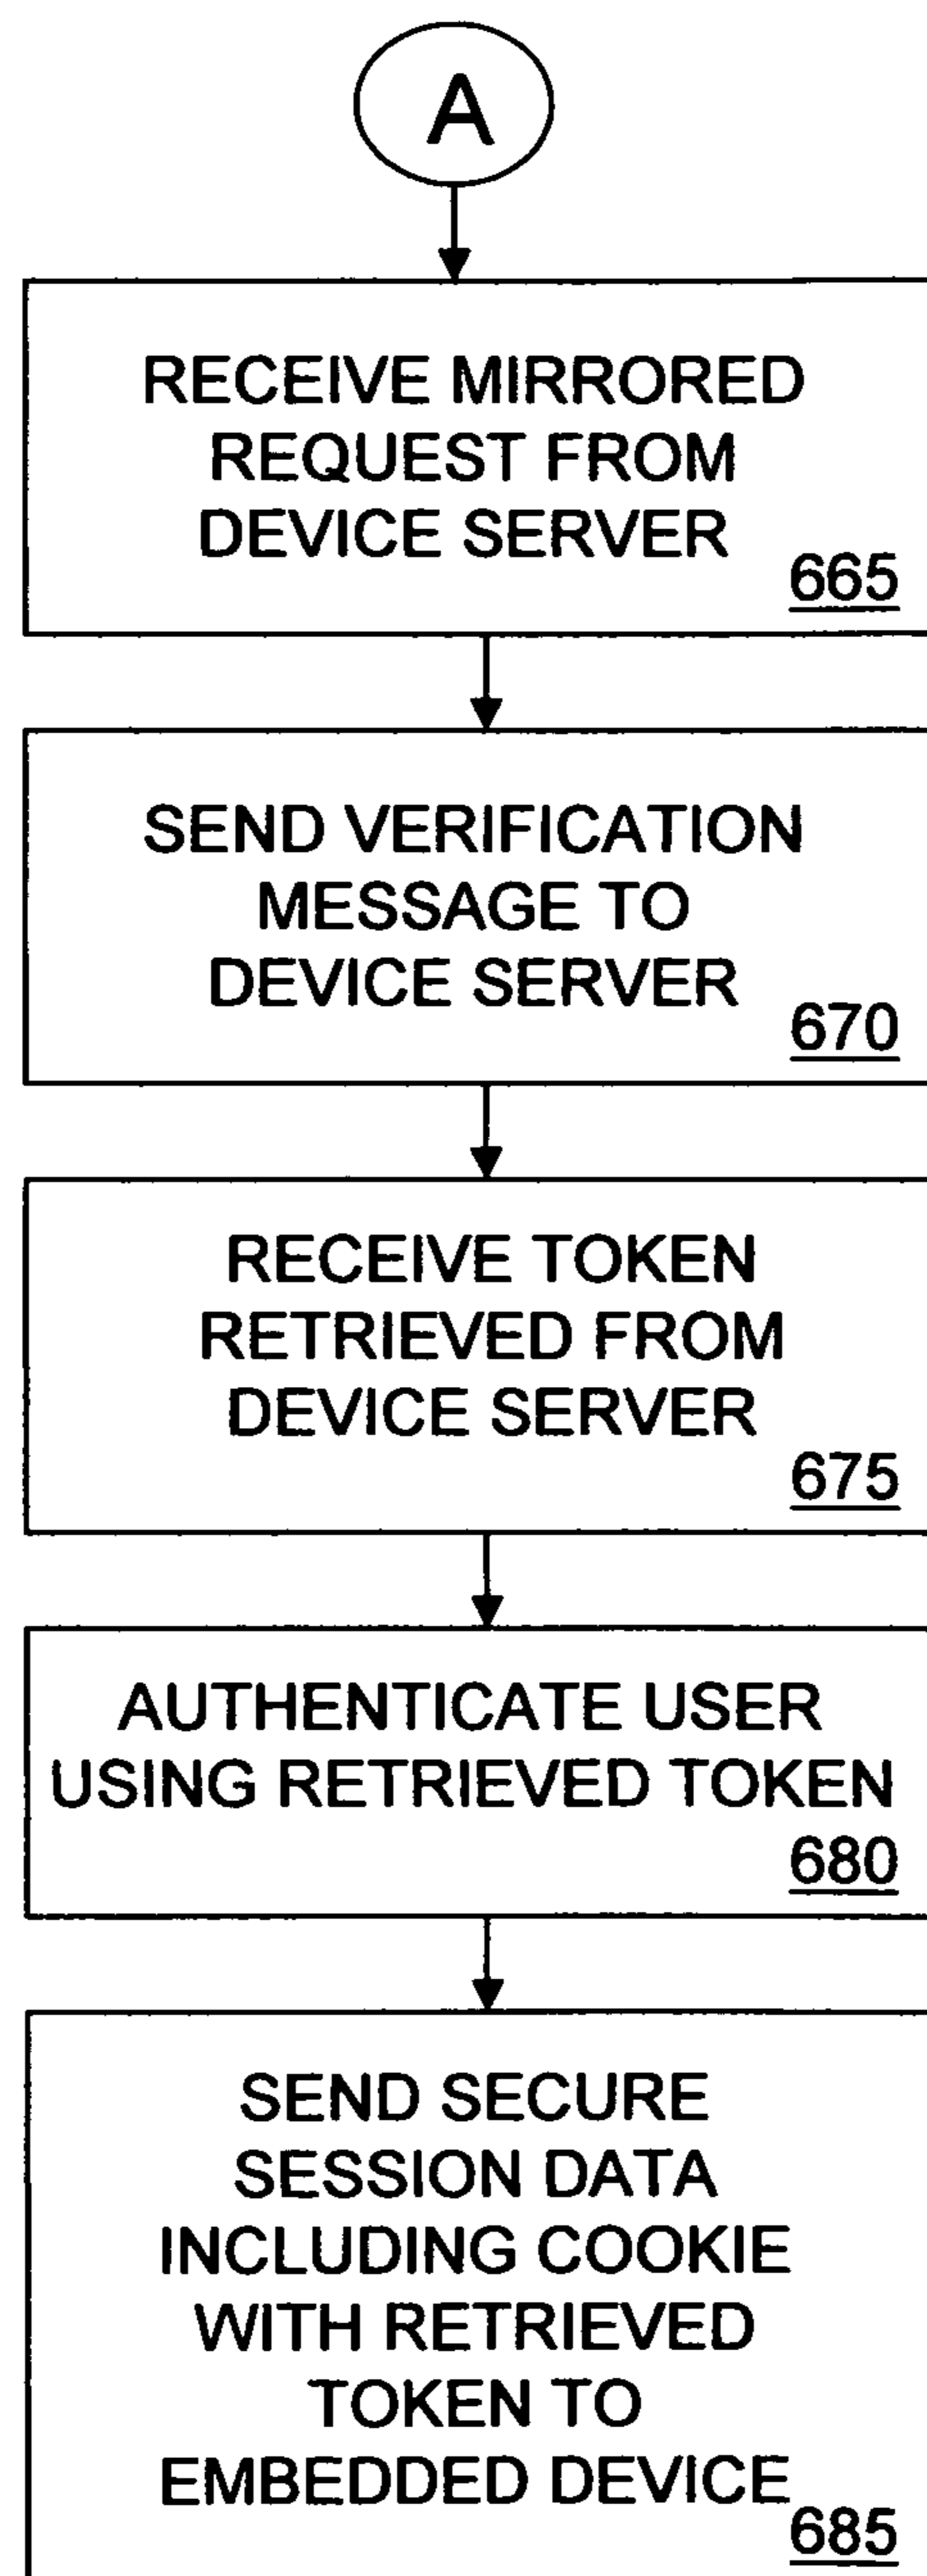 A
RECEIVE MIRRORED
REQUEST FROM
DEVICE SERVER
665
SEND VERIFICATION
MESSAGE TO
DEVICE SERVER
670
RECEIVE TOKEN
RETRIEVED FROM
DEVICE SERVER
675
AUTHENTICATE USER
USING RETRIEVED TOKEN
680
SEND SECURE
SESSION DATA
INCLUDING COOKIE
WITH RETRIEVED
TOKEN TO
EMBEDDED DEVICE
685